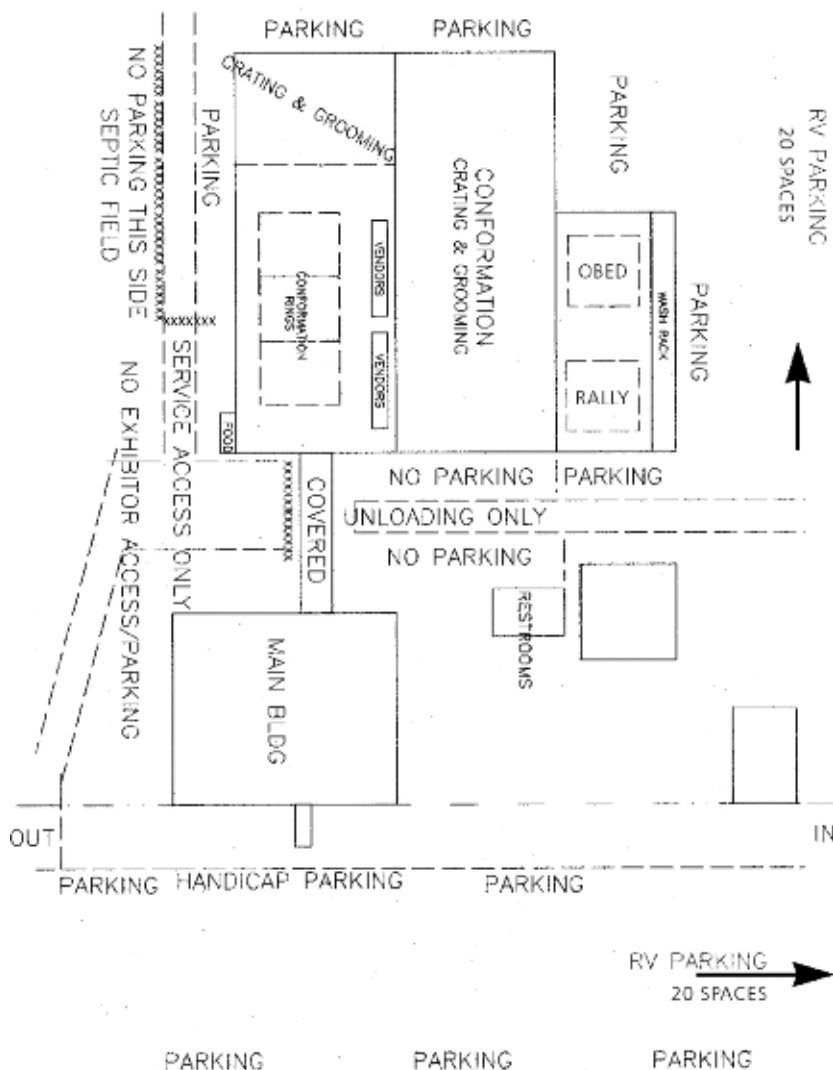 PARKING
PARKING
CRATING & GROOMING
NO PARKING THIS SIDE
SEPTIC FIELD
PARKING
CONFORMATION
CRATING & GROOMING
PARKING
RV PARKING
20 SPACES
VENDORS
CONFORMATION
RINGS
OBED
WASH RACK
PARKING
XXXXXXX
VENDORS
RALLY
SERVICE ACCESS ONLY
NO EXHIBITOR ACCESS/PARKING
FOOD
COVERED
NO PARKING
PARKING
UNLOADING ONLY
NO PARKING
RESTROOMS
MAIN BLDG
OUT
IN
PARKING
HANDICAP PARKING
PARKING
RV PARKING
20 SPACES
PARKING
PARKING
PARKING